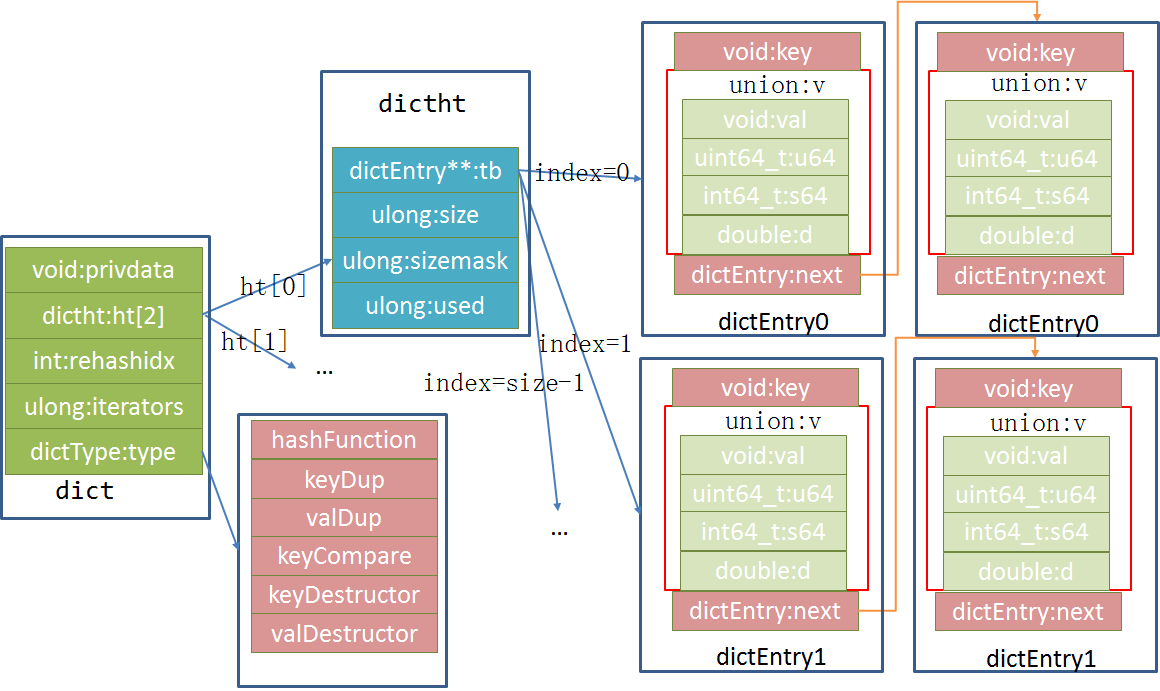 void:privdata
dictht:ht[2]
int:rehashidx
ulong:iterators
dictType:type
dict
ht[0]
ht[1]
...
dictht
dictEntry**:tb
ulong:size
ulong:sizemask
ulong:used
hashFunction
keyDup
valDup
keyCompare
keyDestructor
valDestructor
index=0
index=1
index=size-1
...
void:key
union:v
void:val
uint64_t:u64
int64_t:s64
double:d
dictEntry:next
dictEntry0
void:key
union:v
void:val
uint64_t:u64
int64_t:s64
double:d
dictEntry:next
dictEntry0
void:key
union:v
void:val
uint64_t:u64
int64_t:s64
double:d
dictEntry:next
dictEntry1
void:key
union:v
void:val
uint64_t:u64
int64_t:s64
double:d
dictEntry:next
dictEntry1